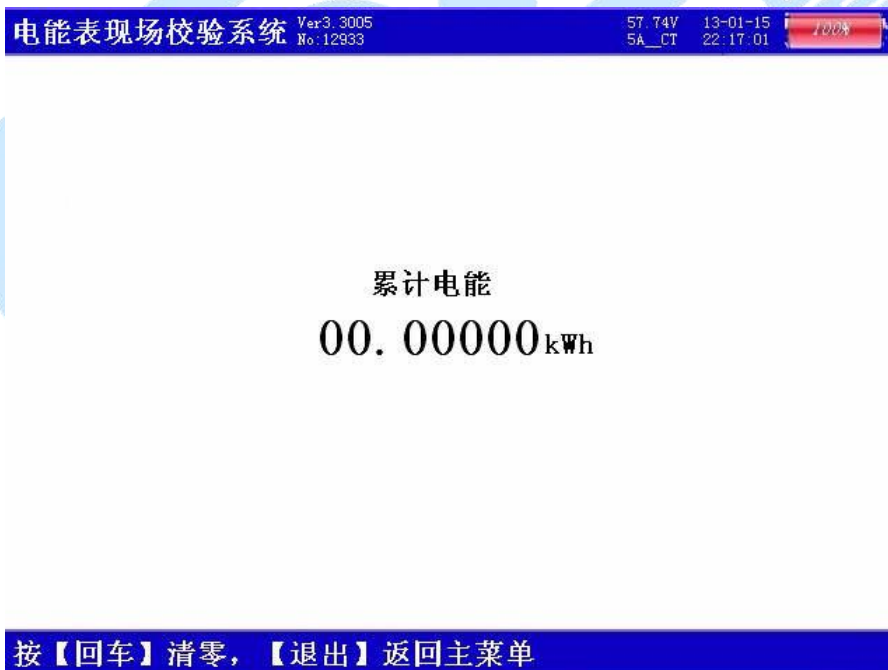 电能表现场校验系统
Ver3.3005
No:12933
57.74V
5A__CT
13-01-15
22:17:01
100%
累计电能
00.00000kWh
按【回车】清零，【退出】返回主菜单